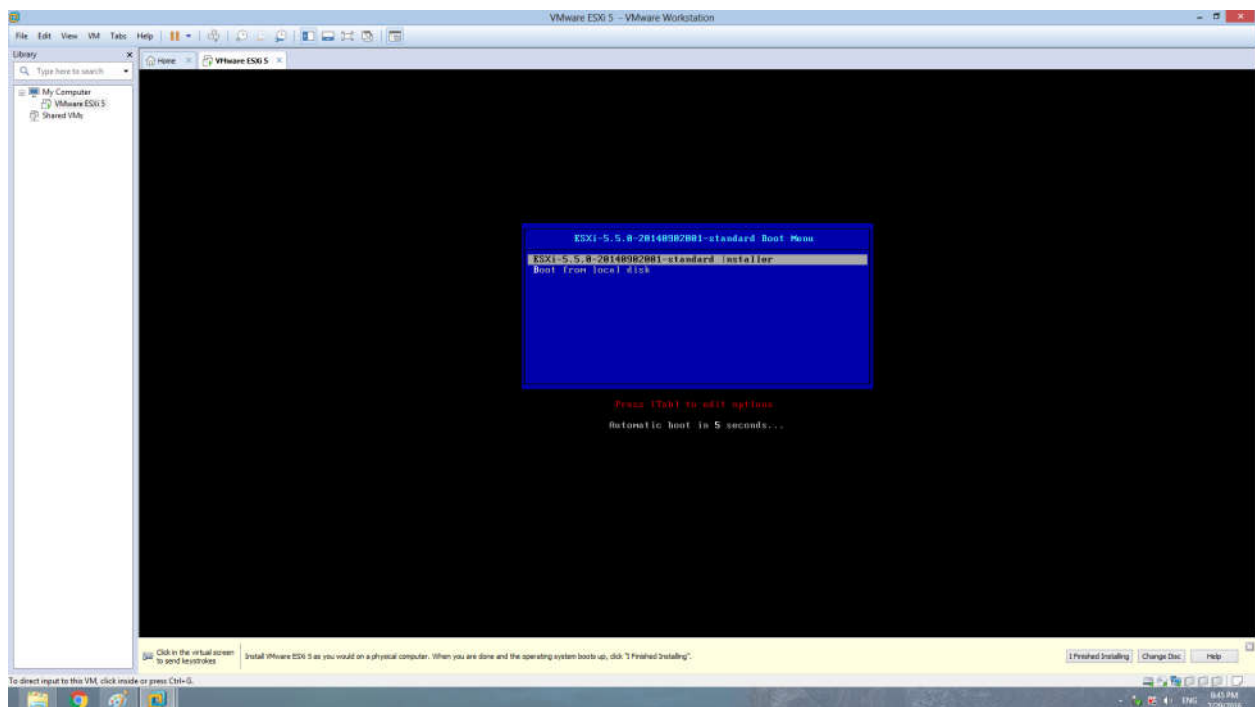 VMware ESXi 5 - VMware Workstation
File Edit View VM Tabs Help
Library
Type here to search
My Computer
VMware ESXi 5
Shared VMs
Home
VMware ESXi 5
ESXi-5.5.0-20140902001-standard Boot Menu
ESXi-5.5.0-20140902001-standard Installer
Boot from local disk
Press [Tab] to edit options
Automatic boot in 5 seconds...
Click in the virtual screen
to send keystrokes
Install VMware ESXi 5 as you would on a physical computer. When you are done and the operating system boots up, click "I Finished Installing".
I Finished Installing
Change Disc
Help
To direct input to this VM, click inside or press Ctrl+G.
ENG
8:45 PM